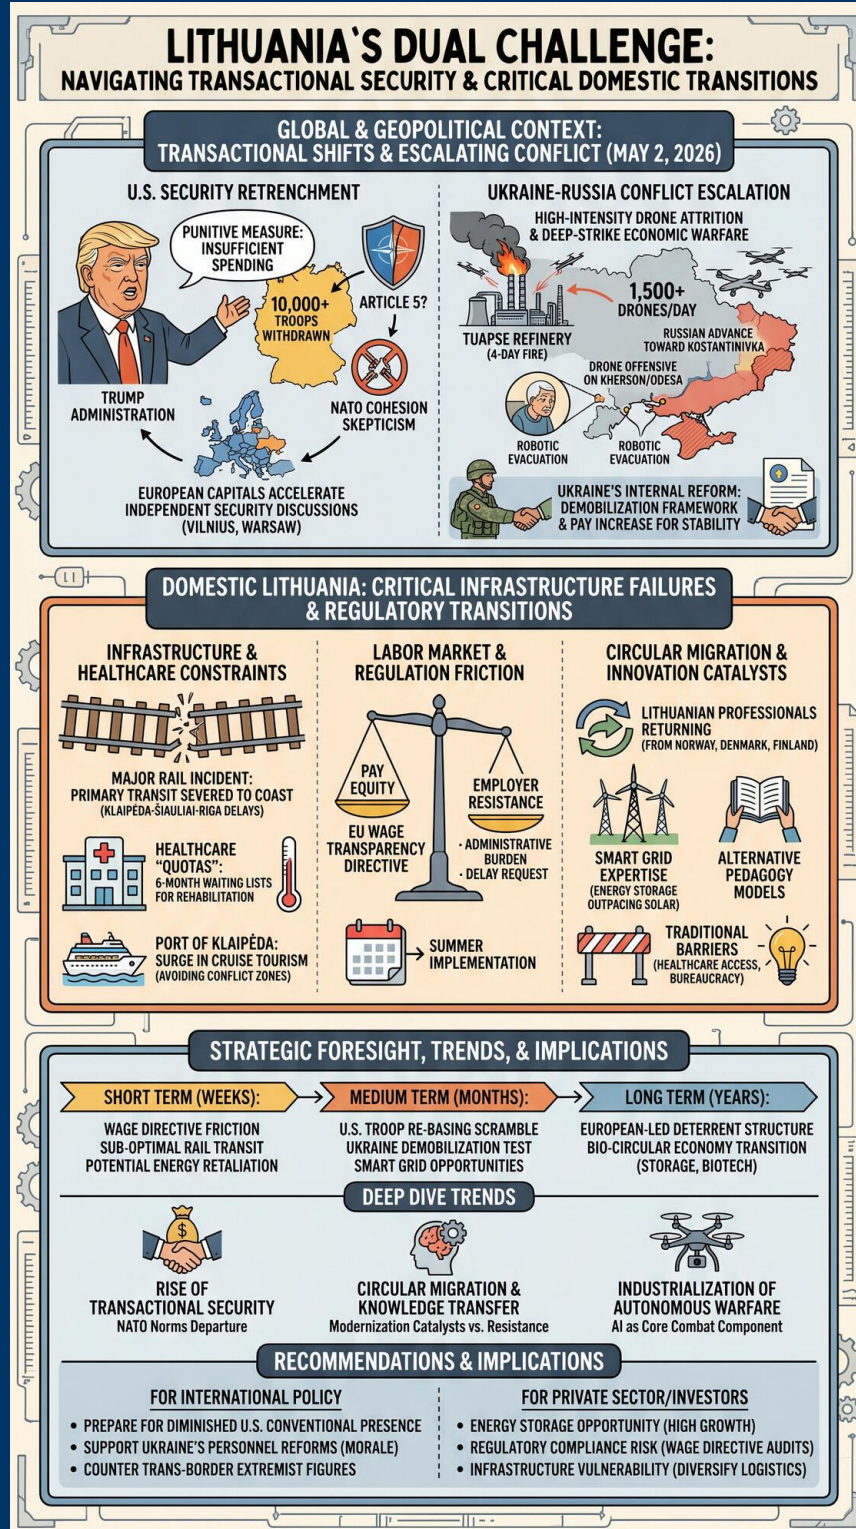 LITHUANIA'S DUAL CHALLENGE:
NAVIGATING TRANSACTIONAL SECURITY & CRITICAL DOMESTIC TRANSITIONS
GLOBAL & GEOPOLITICAL CONTEXT:
TRANSACTIONAL SHIFTS & ESCALATING CONFLICT (MAY 2, 2026)
U.S. SECURITY RETRENCHMENT
PUNITIVE MEASURE:
INSUFFICIENT
SPENDING
10,000+
TROOPS
WITHDRAWN
ARTICLE 5?
TRUMP
ADMINISTRATION
NATO COHESION
SKEPTICISM
EUROPEAN CAPITALS ACCELERATE
INDEPENDENT SECURITY DISCUSSIONS
(VILNIUS, WARSAW)
UKRAINE-RUSSIA CONFLICT ESCALATION
HIGH-INTENSITY DRONE ATTRITION
& DEEP-STRIKE ECONOMIC WARFARE
1,500+
DRONES/DAY
TUAPSE REFINERY
(4-DAY FIRE)
RUSSIAN ADVANCE
TOWARD KOSTANTINIVKA
DRONE OFFENSIVE
ON KHERSON/ODESA
ROBOTIC
EVACUATION
ROBOTIC
EVACUATION
UKRAINE'S INTERNAL REFORM:
DEMOBILIZATION FRAMEWORK
& PAY INCREASE FOR STABILITY
DOMESTIC LITHUANIA: CRITICAL INFRASTRUCTURE FAILURES
& REGULATORY TRANSITIONS
INFRASTRUCTURE &
HEALTHCARE CONSTRAINTS
MAJOR RAIL INCIDENT:
PRIMARY TRANSIT SEVERED TO COAST
(KLAIPĖDA-ŠIAULIAI-RIGA DELAYS)
HEALTHCARE
"QUOTAS":
6-MONTH WAITING LISTS
FOR REHABILITATION
PORT OF KLAIPĖDA:
SURGE IN CRUISE TOURISM
(AVOIDING CONFLICT ZONES)
LABOR MARKET &
REGULATION FRICTION
PAY
EQUITY
EU WAGE
TRANSPARENCY
DIRECTIVE
EMPLOYER
RESISTANCE
· ADMINISTRATIVE
BURDEN
· DELAY REQUEST
SUMMER
IMPLEMENTATION
CIRCULAR MIGRATION &
INNOVATION CATALYSTS
LITHUANIAN PROFESSIONALS
RETURNING
(FROM NORWAY, DENMARK, FINLAND)
SMART GRID
EXPERTISE
(ENERGY STORAGE
OUTPACING SOLAR)
ALTERNATIVE
PEDAGOGY
MODELS
TRADITIONAL
BARRIERS
(HEALTHCARE ACCESS,
BUREAUCRACY)
STRATEGIC FORESIGHT, TRENDS, & IMPLICATIONS
SHORT TERM (WEEKS):
WAGE DIRECTIVE FRICTION
SUB-OPTIMAL RAIL TRANSIT
POTENTIAL ENERGY RETALIATION
MEDIUM TERM (MONTHS):
U.S. TROOP RE-BASING SCRAMBLE
UKRAINE DEMOBILIZATION TEST
SMART GRID OPPORTUNITIES
LONG TERM (YEARS):
EUROPEAN-LED DETERRENT STRUCTURE
BIO-CIRCULAR ECONOMY TRANSITION
(STORAGE, BIOTECH)
DEEP DIVE TRENDS
$
RISE OF
TRANSACTIONAL SECURITY
NATO Norms Departure
CIRCULAR MIGRATION &
KNOWLEDGE TRANSFER
Modernization Catalysts vs. Resistance
INDUSTRIALIZATION OF
AUTONOMOUS WARFARE
AI as Core Combat Component
RECOMMENDATIONS & IMPLICATIONS
FOR INTERNATIONAL POLICY
• PREPARE FOR DIMINISHED U.S. CONVENTIONAL PRESENCE
• SUPPORT UKRAINE'S PERSONNEL REFORMS (MORALE)
• COUNTER TRANS-BORDER EXTREMIST FIGURES
FOR PRIVATE SECTOR/INVESTORS
• ENERGY STORAGE OPPORTUNITY (HIGH GROWTH)
• REGULATORY COMPLIANCE RISK (WAGE DIRECTIVE AUDITS)
• INFRASTRUCTURE VULNERABILITY (DIVERSIFY LOGISTICS)